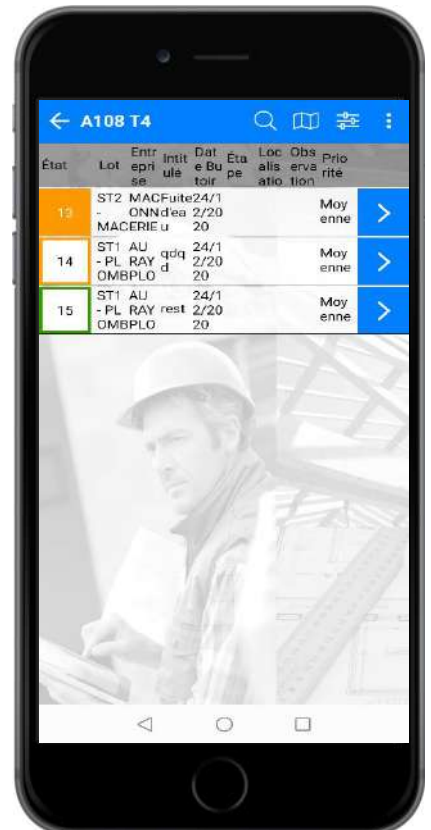 A108 T4
État Lot Entr epri se Intit ulé Dat e Bu toir Éta pe Loc alis atio Obs erva tion Prio rité
13 ST2 - MACERIE MAC ONN Fuite d'ea u 24/1 2/20 20 Moy enne
14 ST1 - PL OMB AU RAY PLO qdq d 24/1 2/20 20 Moy enne
15 ST1 - PL OMB AU RAY PLO rest 24/1 2/20 20 Moy enne